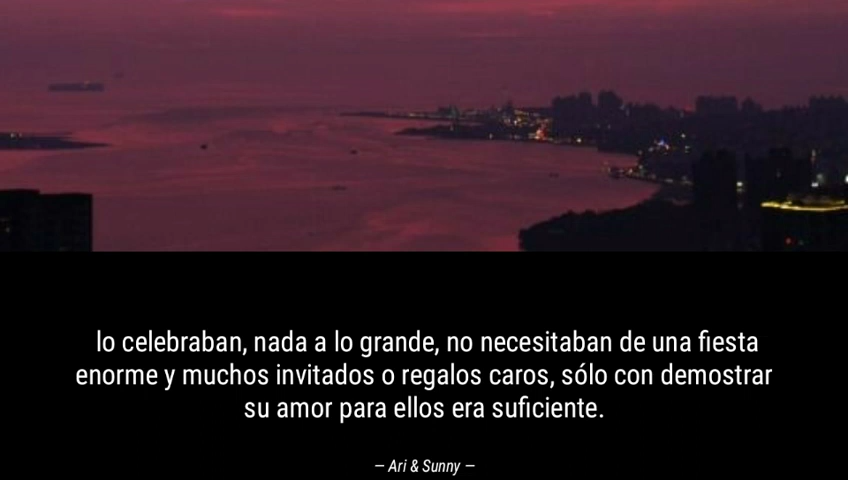 lo celebraban, nada a lo grande, no necesitaban de una fiesta
enorme y muchos invitados o regalos caros, sólo con demostrar
su amor para ellos era suficiente.
— Ari & Sunny —